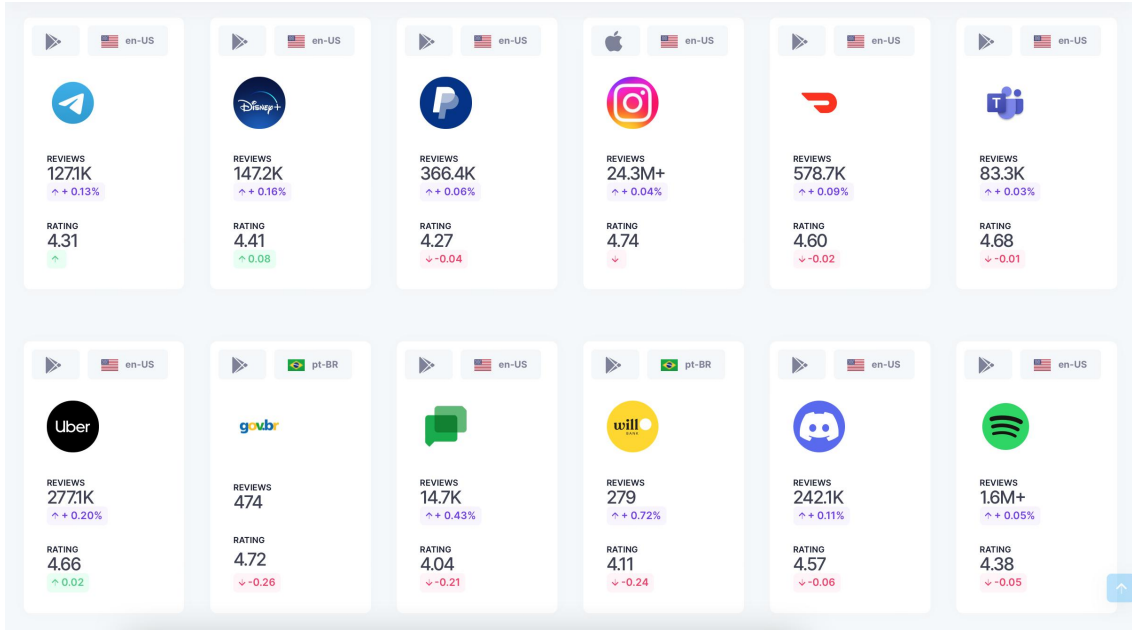 en-US en-US en-US en-US en-US en-US
Disney+ T
REVIEWS REVIEWS REVIEWS REVIEWS REVIEWS REVIEWS
127.1K 147.2K 366.4K 24.3M+ 578.7K 83.3K
↑ + 0.13% ↑ + 0.16% ↑ + 0.06% ↑ + 0.04% ↑ + 0.09% ↑ + 0.03%
RATING RATING RATING RATING RATING RATING
4.31 4.41 4.27 4.74 4.60 4.68
↑ ↑ 0.08 ↓ -0.04 ↓ ↓ -0.02 ↓ -0.01
en-US pt-BR en-US pt-BR en-US en-US
Uber gov.br will
BANK
REVIEWS REVIEWS REVIEWS REVIEWS REVIEWS REVIEWS
277.1K 474 14.7K 279 242.1K 1.6M+
↑ + 0.20% ↑ + 0.43% ↑ + 0.72% ↑ + 0.11% ↑ + 0.05%
RATING RATING RATING RATING RATING RATING
4.66 4.72 4.04 4.11 4.57 4.38
↑ 0.02 ↓ -0.26 ↓ -0.21 ↓ -0.24 ↓ -0.06 ↓ -0.05